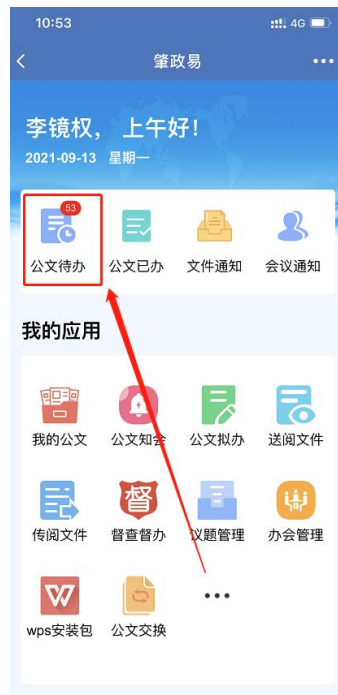 10:53
4G
肇政易
李镜权， 上午好！
2021-09-13 星期一
53
公文待办 公文已办 文件通知 会议通知
我的应用
我的公文 公文知会 公文拟办 送阅文件
督
传阅文件 督查督办 议题管理 办会管理
W
wps安装包 公文交换